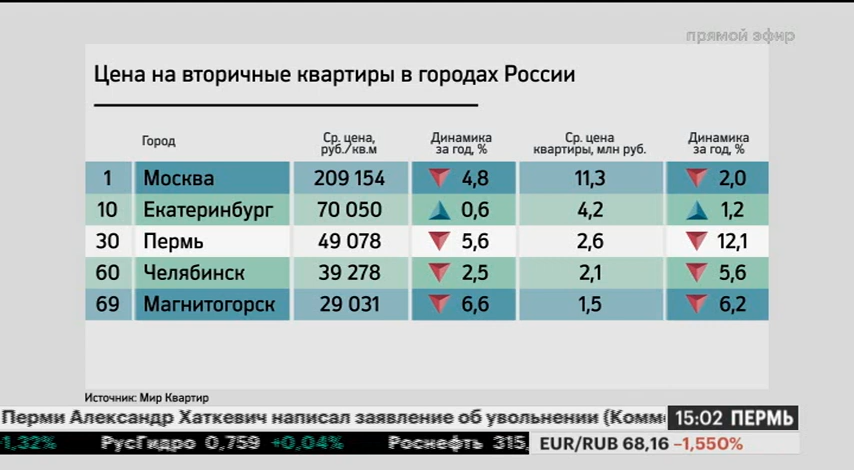 прямой эфир
Цена на вторичные квартиры в городах России
Город Ср. цена, руб./кв.м Динамика за год, % Ср. цена квартиры, млн руб. Динамика за год, %
1 Москва 209 154 4,8 11,3 2,0
10 Екатеринбург 70 050 0,6 4,2 1,2
30 Пермь 49 078 5,6 2,6 12,1
60 Челябинск 39 278 2,5 2,1 5,6
69 Магнитогорск 29 031 6,6 1,5 6,2
Источник: Мир Квартир
Перми Александр Хаткевич написал заявление об увольнении (Комме 15:02 ПЕРМЬ
-1,32% РусГидро 0,759 +0,04% Роснефть 315, EUR/RUB 68,16 -1,550%